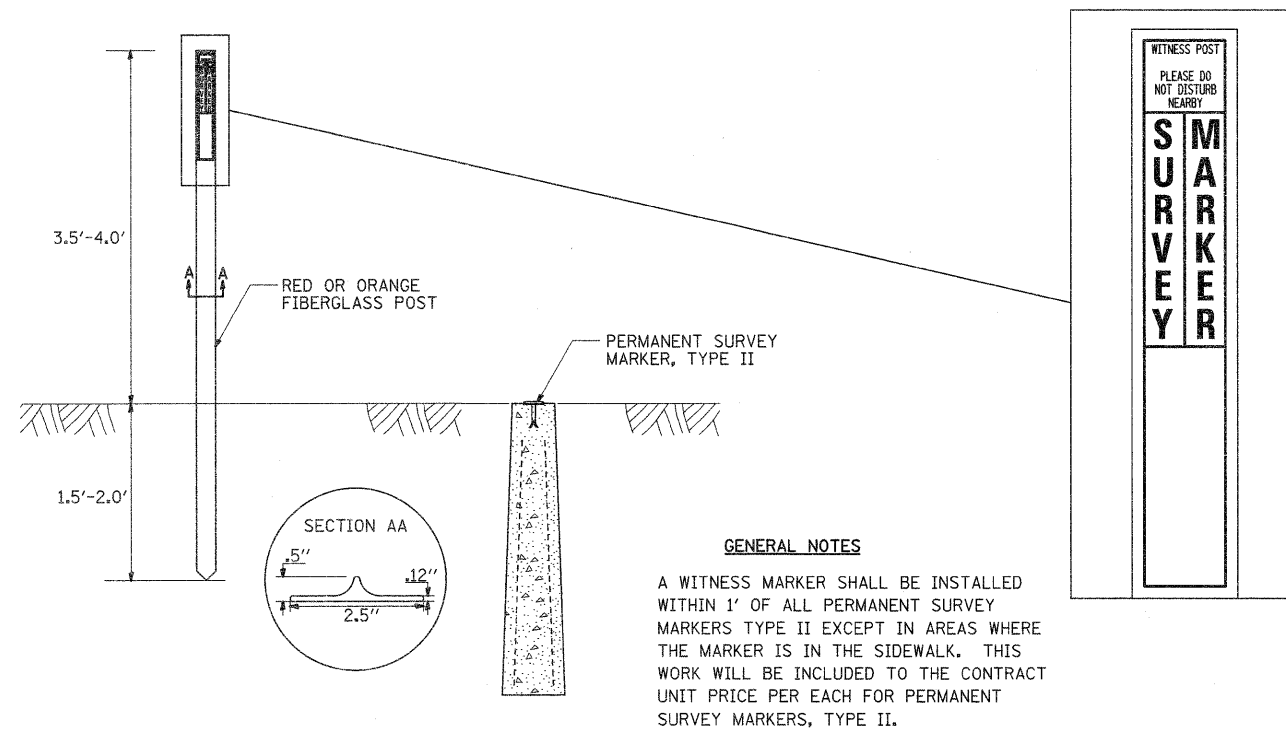 3.5'-4.0'
A A
RED OR ORANGE
FIBERGLASS POST
PERMANENT SURVEY
MARKER, TYPE II
1.5'-2.0'
SECTION AA
.5"
.12"
2.5"
WITNESS POST
PLEASE DO
NOT DISTURB
NEARBY
SURVEY
MARKER
GENERAL NOTES
A WITNESS MARKER SHALL BE INSTALLED
WITHIN 1' OF ALL PERMANENT SURVEY
MARKERS TYPE II EXCEPT IN AREAS WHERE
THE MARKER IS IN THE SIDEWALK. THIS
WORK WILL BE INCLUDED TO THE CONTRACT
UNIT PRICE PER EACH FOR PERMANENT
SURVEY MARKERS, TYPE II.